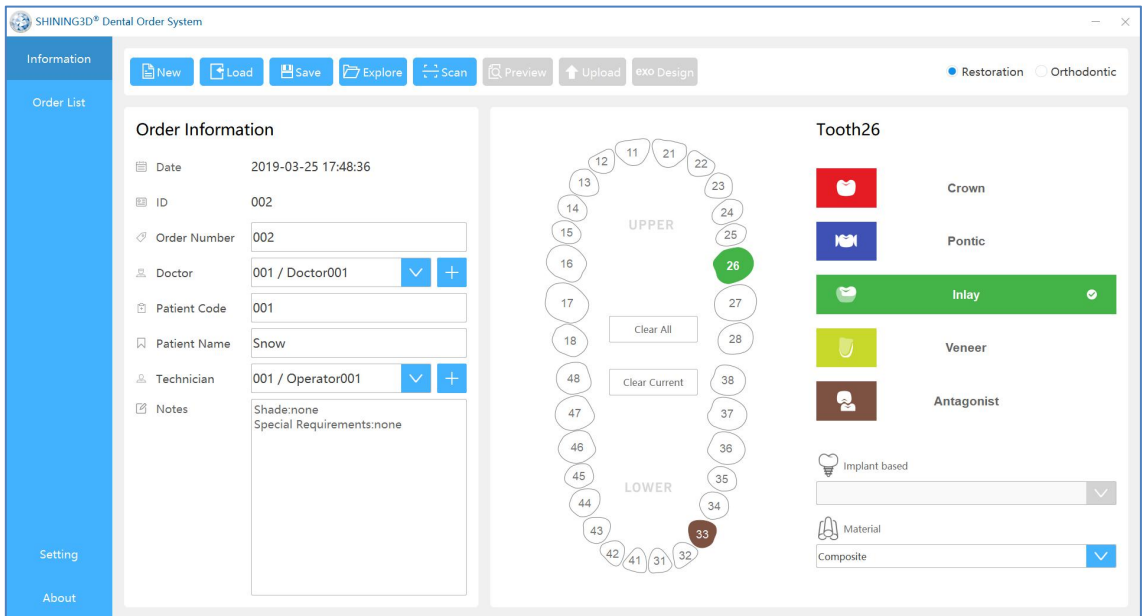 SHINING3D® Dental Order System
Information
Order List
Setting
About
New Load Save Explore Scan Preview Upload exo Design
Restoration Orthodontic
Order Information
Date 2019-03-25 17:48:36
ID 002
Order Number 002
Doctor 001 / Doctor001
Patient Code 001
Patient Name Snow
Technician 001 / Operator001
Notes Shade:none
Special Requirements:none
11 21
12 22
13 23
14 24
UPPER
15 25
16 26
17 27
Clear All
18 28
48 38
Clear Current
47 37
46 36
45 35
LOWER
44 34
43 33
42 41 31 32
Tooth26
Crown
Pontic
Inlay
Veneer
Antagonist
Implant based
Material
Composite